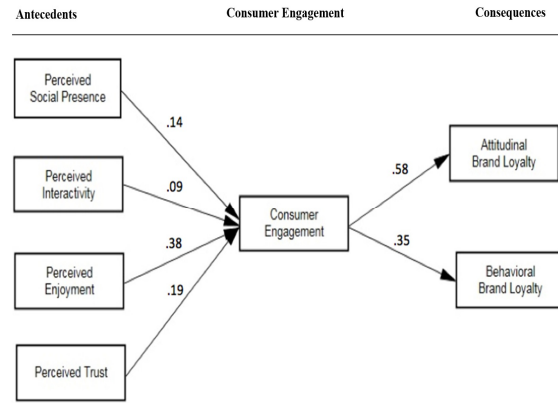 Antecedents Consumer Engagement Consequences
Perceived
Social Presence
.14
Perceived
Interactivity
.09
Perceived
Enjoyment
.38
.19
Perceived Trust
Consumer
Engagement
.58
.35
Attitudinal
Brand Loyalty
Behavioral
Brand Loyalty